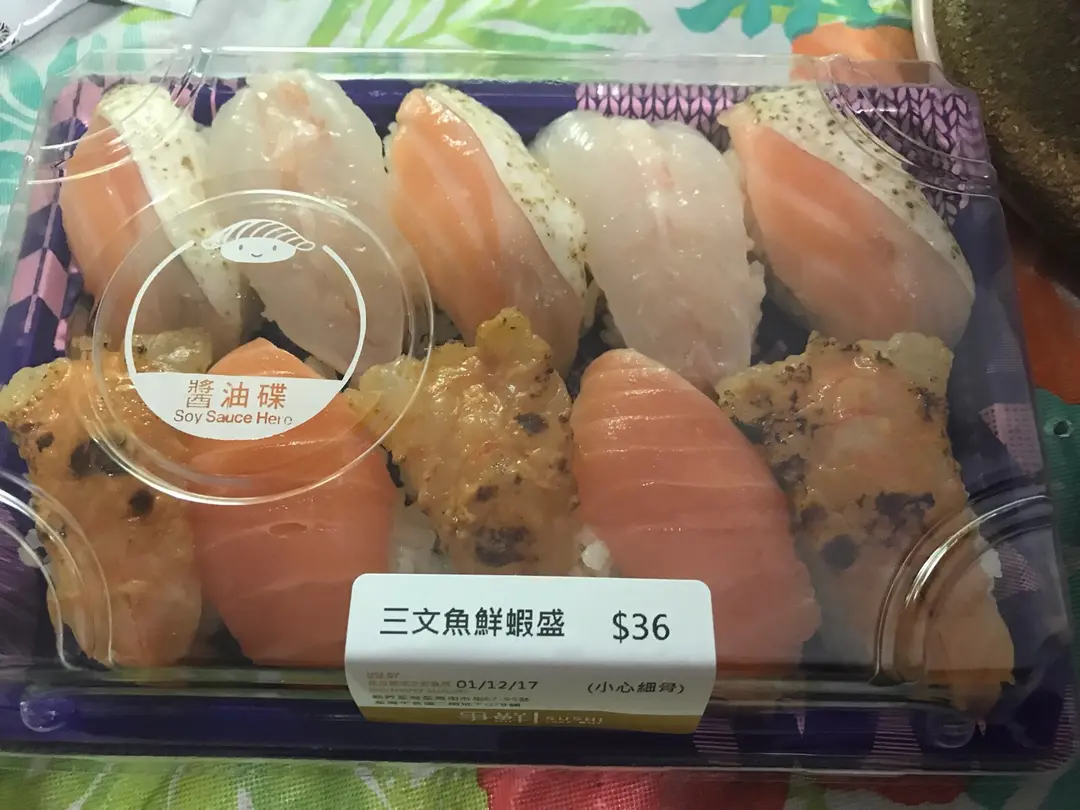 醬油碟
Soy Sauce Here
三文魚鮮蝦盛 $36
01/12/17 (小心細骨)